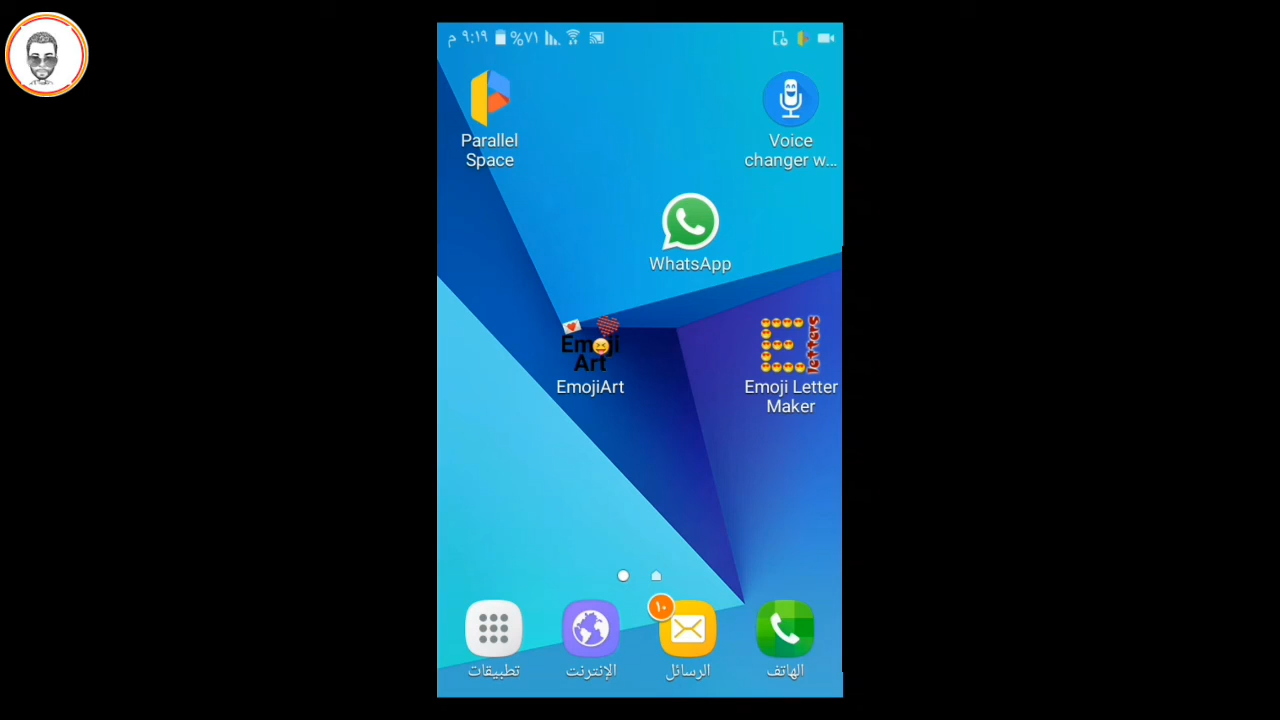 ٩:١٩ م
٪٧١
Parallel
Space
Voice
changer w...
WhatsApp
Emoji
Art
EmojiArt
E
letters
Emoji Letter
Maker
١٠
تطبيقات
الإنترنت
الرسائل
الهاتف